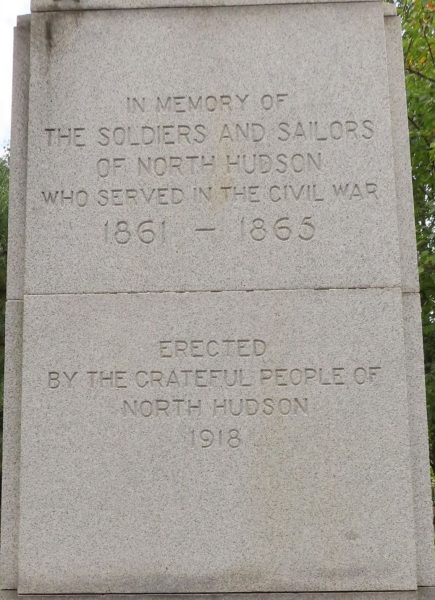 IN MEMORY OF
THE SOLDIERS AND SAILORS
OF NORTH HUDSON
WHO SERVED IN THE CIVIL WAR
1861 – 1865
ERECTED
BY THE GRATEFUL PEOPLE OF
NORTH HUDSON
1918